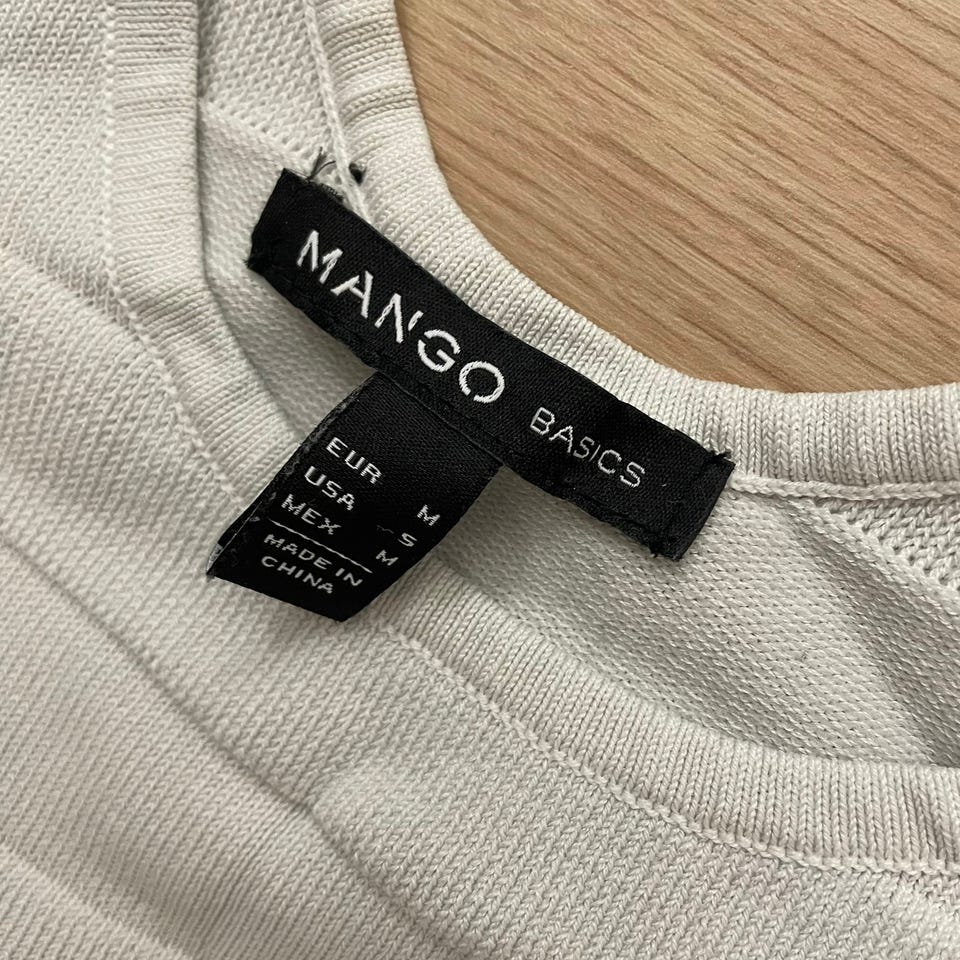 MANGO BASICS
EUR M
USA S
MEX M
MADE IN
CHINA